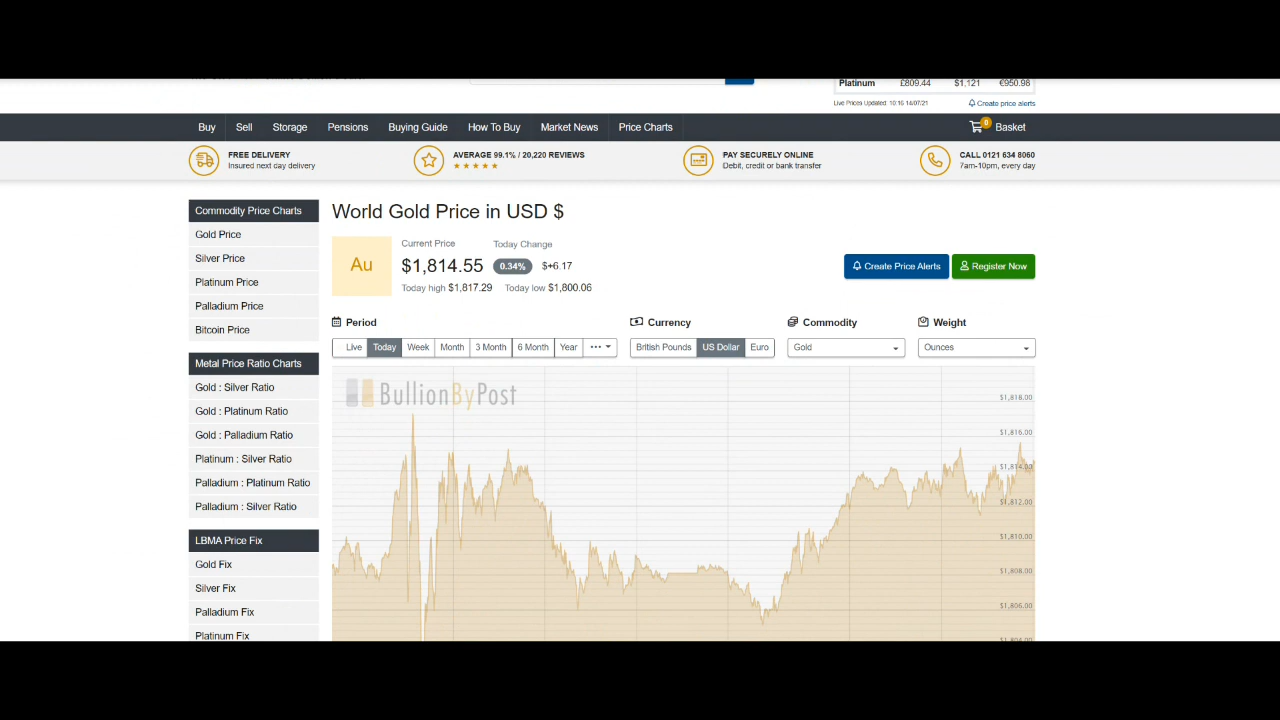 Platinum £809.44 $1,121 €950.98
Live Prices Updated 10:16 14/07/21 Create price alerts
Buy Sell Storage Pensions Buying Guide How To Buy Market News Price Charts 0 Basket
FREE DELIVERY
Insured next day delivery
AVERAGE 99.1% / 20,220 REVIEWS
PAY SECURELY ONLINE
Debit, credit or bank transfer
CALL 0121 634 8060
7am-10pm, every day
Commodity Price Charts
Gold Price
Silver Price
Platinum Price
Palladium Price
Bitcoin Price
Metal Price Ratio Charts
Gold : Silver Ratio
Gold : Platinum Ratio
Gold : Palladium Ratio
Platinum : Silver Ratio
Palladium : Platinum Ratio
Palladium : Silver Ratio
LBMA Price Fix
Gold Fix
Silver Fix
Palladium Fix
Platinum Fix
World Gold Price in USD $
Au
Current Price Today Change
$1,814.55 0.34% $+6.17
Today high $1,817.29 Today low $1,800.06
Create Price Alerts Register Now
Period Currency Commodity Weight
Live Today Week Month 3 Month 6 Month Year ••• British Pounds US Dollar Euro Gold Ounces
BullionByPost
$1,818.00
$1,816.00
$1,814.00
$1,812.00
$1,810.00
$1,808.00
$1,806.00